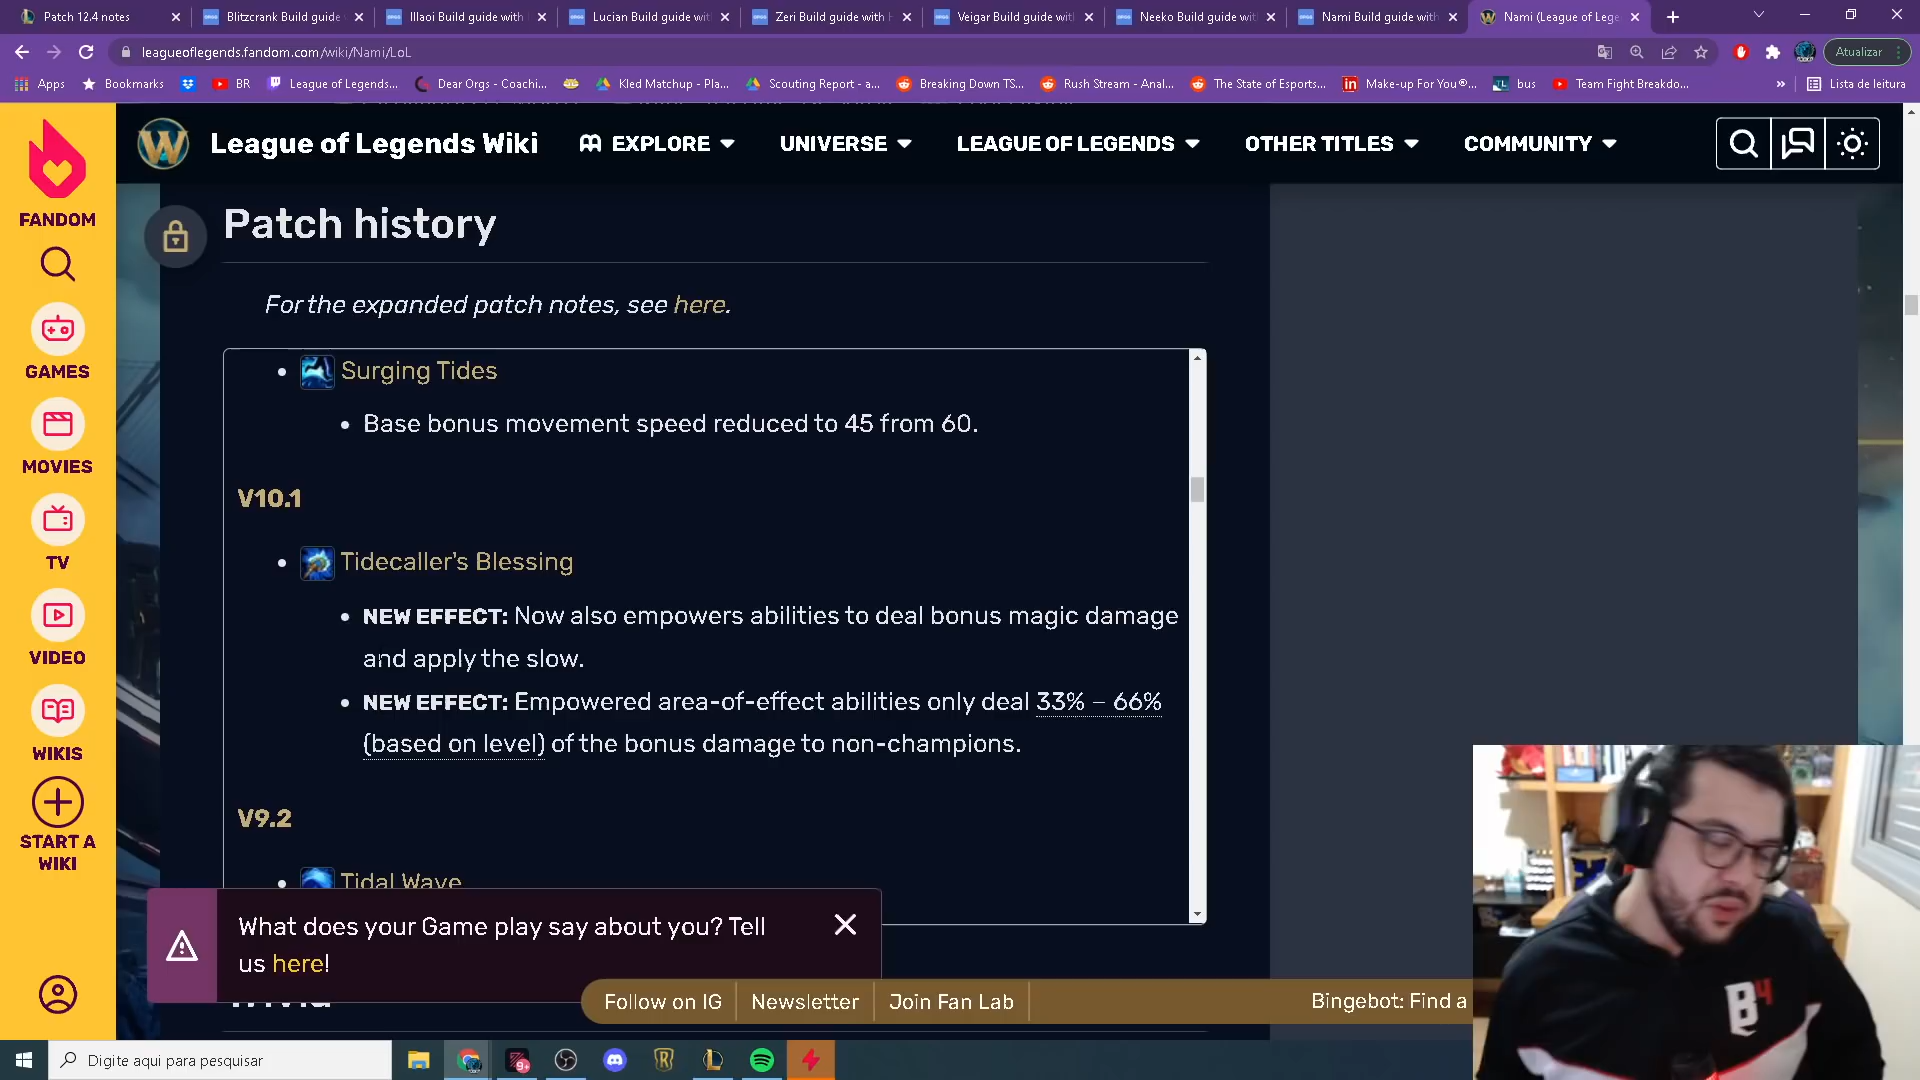 Patch 12.4 notes
Blitzcrank Build guide
Illaoi Build guide with
Lucian Build guide wit
Zeri Build guide with
Veigar Build guide wit
Neeko Build guide wit
Nami Build guide with
Nami (League of Lege
leagueoflegends.fandom.com/wiki/Nami/LoL
Atualizar
Apps
Bookmarks
BR
League of Legends...
Dear Orgs - Coachi...
Kled Matchup - Pla...
Scouting Report - a...
Breaking Down TS...
Rush Stream - Anal...
The State of Esports...
Make-up For You®...
bus
Team Fight Breakdo...
»
Lista de leitura
FANDOM
GAMES
MOVIES
TV
VIDEO
WIKIS
START A
WIKI
League of Legends Wiki
EXPLORE
UNIVERSE
LEAGUE OF LEGENDS
OTHER TITLES
COMMUNITY
Patch history
For the expanded patch notes, see here.
• Surging Tides
• Base bonus movement speed reduced to 45 from 60.
V10.1
• Tidecaller's Blessing
• NEW EFFECT: Now also empowers abilities to deal bonus magic damage
and apply the slow.
• NEW EFFECT: Empowered area-of-effect abilities only deal 33% – 66%
(based on level) of the bonus damage to non-champions.
V9.2
• Tidal Wave
What does your Game play say about you? Tell
us here!
Trivia
Follow on IG
Newsletter
Join Fan Lab
Bingebot: Find a
B4
Digite aqui para pesquisar
9+